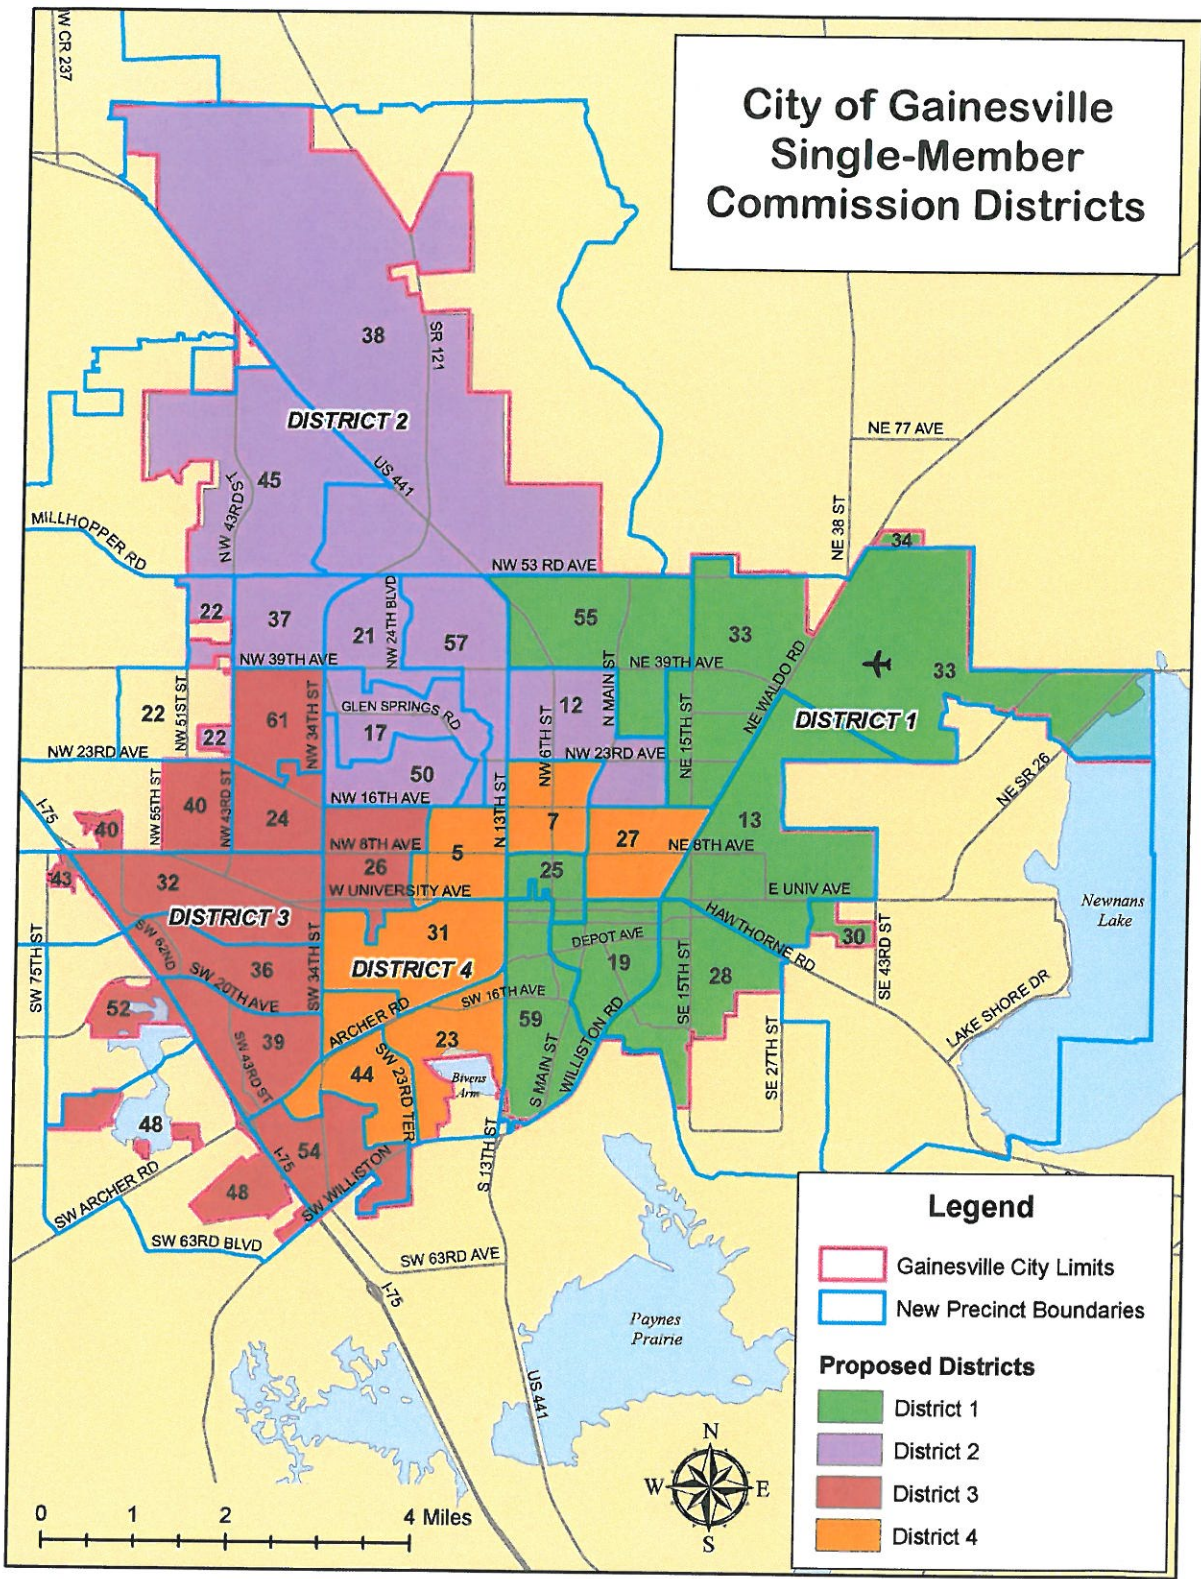 City of Gainesville
Single-Member
Commission Districts
NW CR 237
38
SR 121
DISTRICT 2
NE 77 AVE
45
US 441
NW 43RD ST
NE 38 ST
MILLHOPPER RD
34
NW 53 RD AVE
22
37
21
NW 24TH BLVD
57
55
33
NW 39TH AVE
NE 39TH AVE
NE WALDO RD
33
22
NW 51ST ST
61
NW 34TH ST
GLEN SPRINGS RD
12
N MAIN ST
NE 15TH ST
DISTRICT 1
22
17
NW 6TH ST
NW 23RD AVE
NW 23RD AVE
NE SR 26
50
NW 16TH AVE
I-75
NW 55TH ST
40
NW 43RD ST
24
N 13TH ST
40
NW 8TH AVE
7
27
13
NE 8TH AVE
5
43
32
26
25
W UNIVERSITY AVE
E UNIV AVE
Newnans
Lake
DISTRICT 3
HAWTHORNE RD
SW 75TH ST
SW 62ND
31
DEPOT AVE
30
SE 43RD ST
36
SW 34TH ST
DISTRICT 4
19
SE 15TH ST
28
SW 20TH AVE
SW 16TH AVE
LAKE SHORE DR
52
ARCHER RD
59
WILLISTON RD
39
SW 43RD ST
23
S MAIN ST
SE 27TH ST
44
SW 23RD TER
Bivens
Arm
48
54
S 13TH ST
I-75
SW ARCHER RD
48
SW WILLISTON
SW 63RD BLVD
SW 63RD AVE
I-75
Paynes
Prairie
US 441
Legend
Gainesville City Limits
New Precinct Boundaries
Proposed Districts
District 1
District 2
District 3
District 4
N
W
E
S
0 1 2 4 Miles